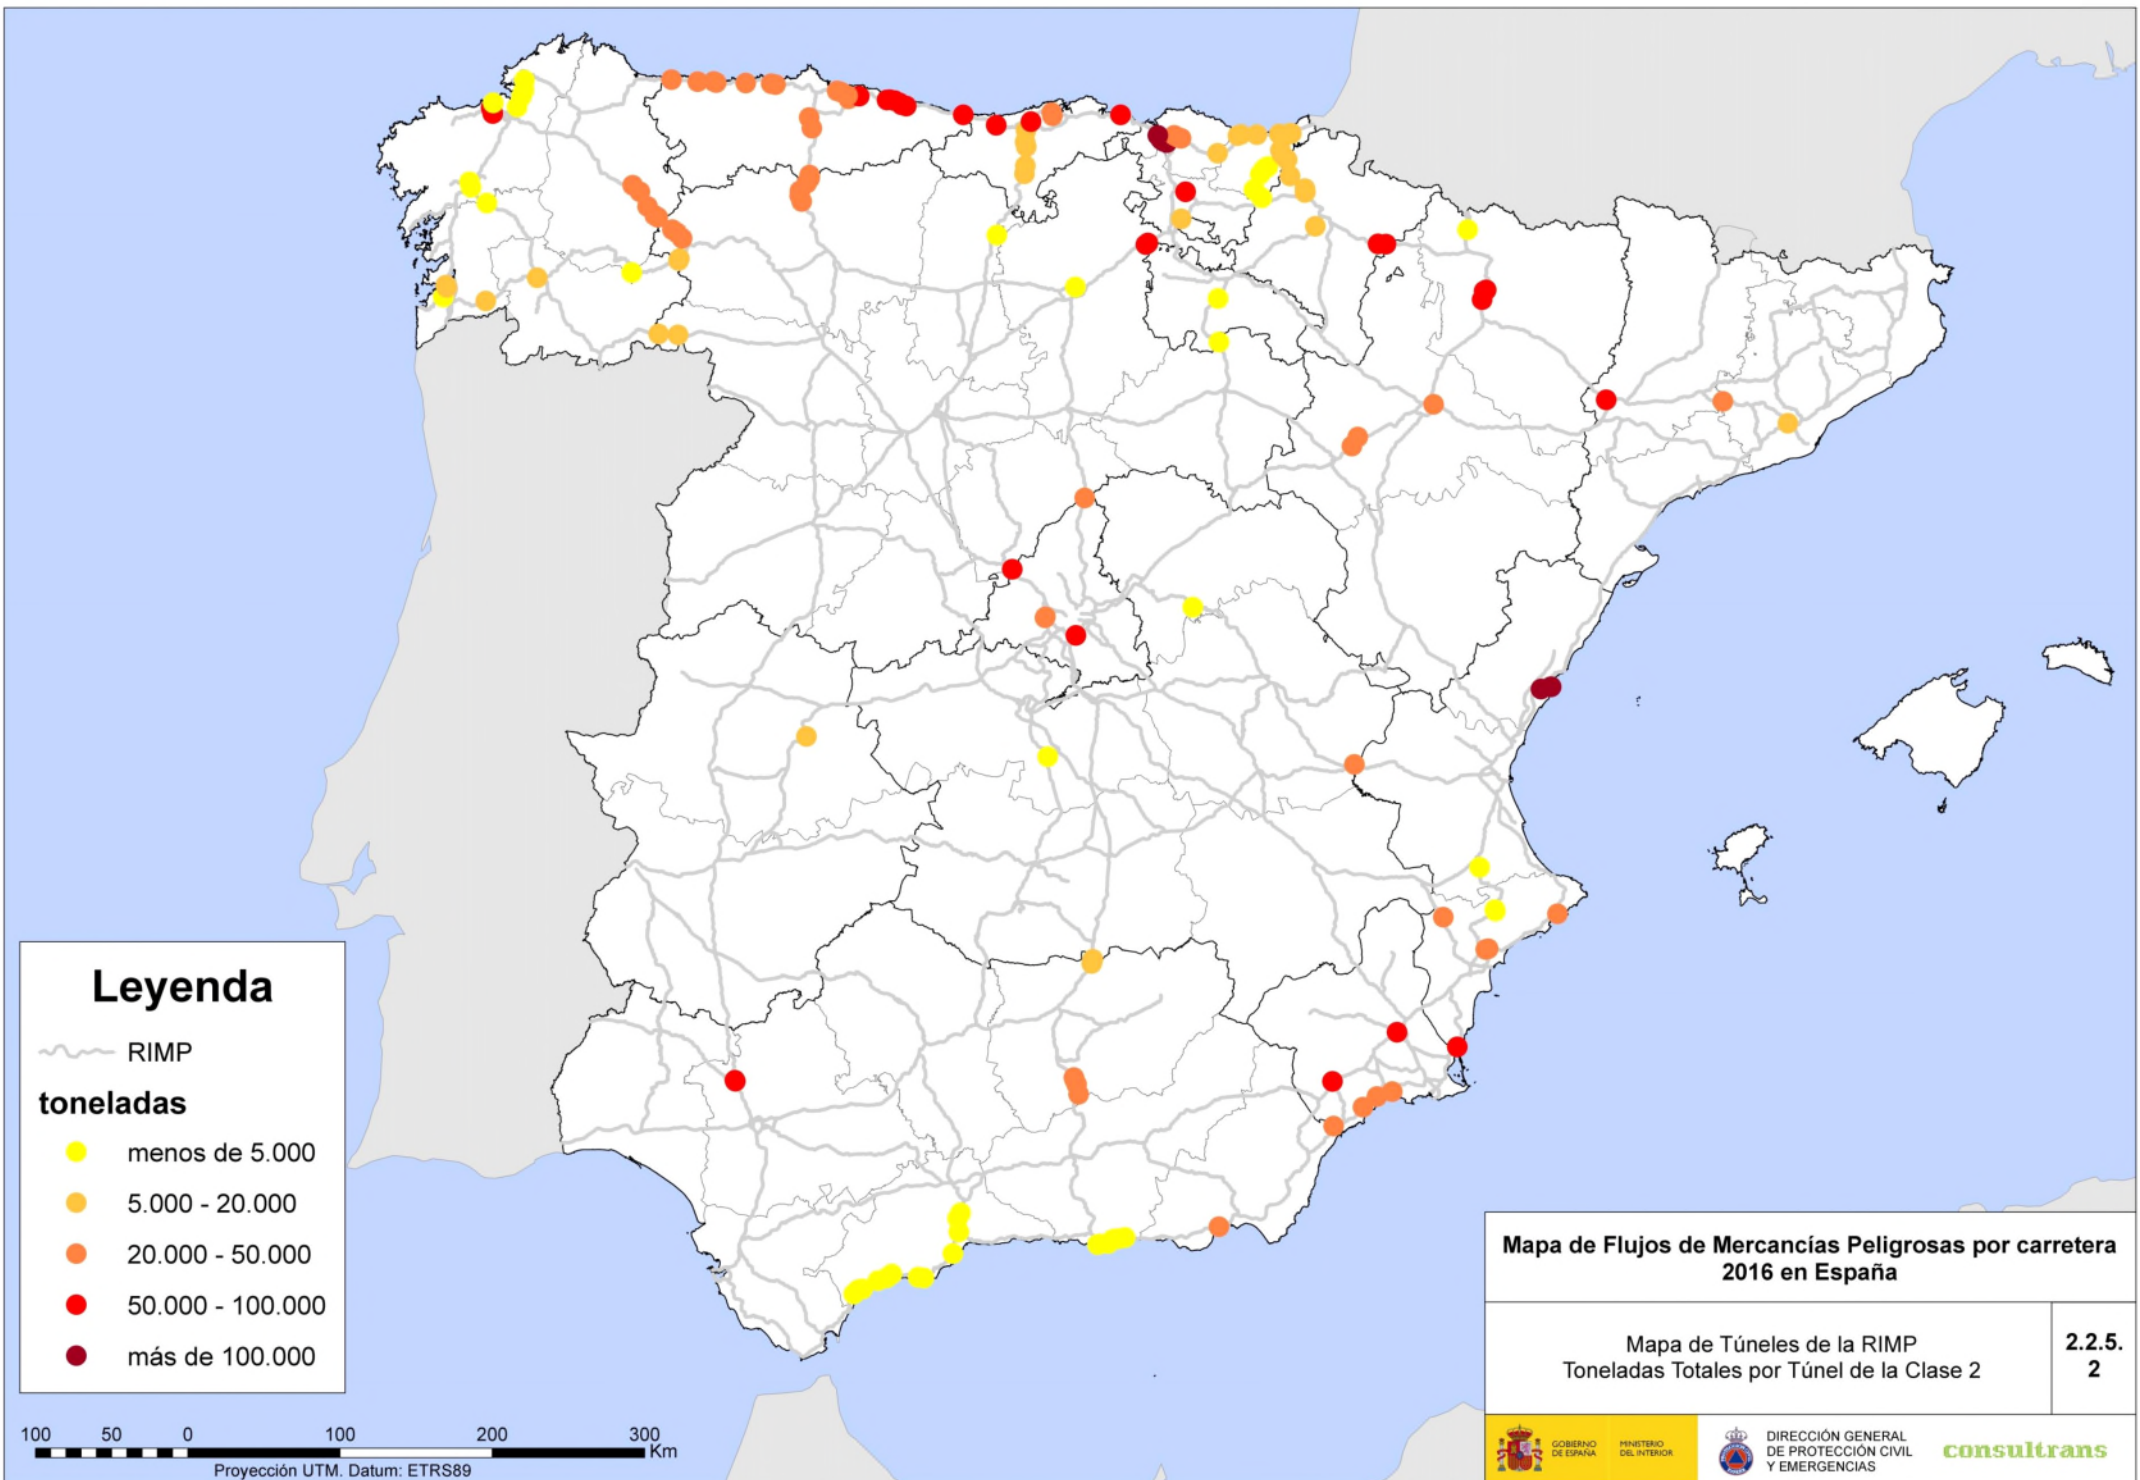 Leyenda
RIMP
toneladas
menos de 5.000
5.000 - 20.000
20.000 - 50.000
50.000 - 100.000
más de 100.000
100 50 0 100 200 300
Km
Proyección UTM. Datum: ETRS89
Mapa de Flujos de Mercancías Peligrosas por carretera
2016 en España
Mapa de Túneles de la RIMP
Toneladas Totales por Túnel de la Clase 2
2.2.5.
2
GOBIERNO
DE ESPAÑA
MINISTERIO
DEL INTERIOR
DIRECCIÓN GENERAL
DE PROTECCIÓN CIVIL
Y EMERGENCIAS
consultrans